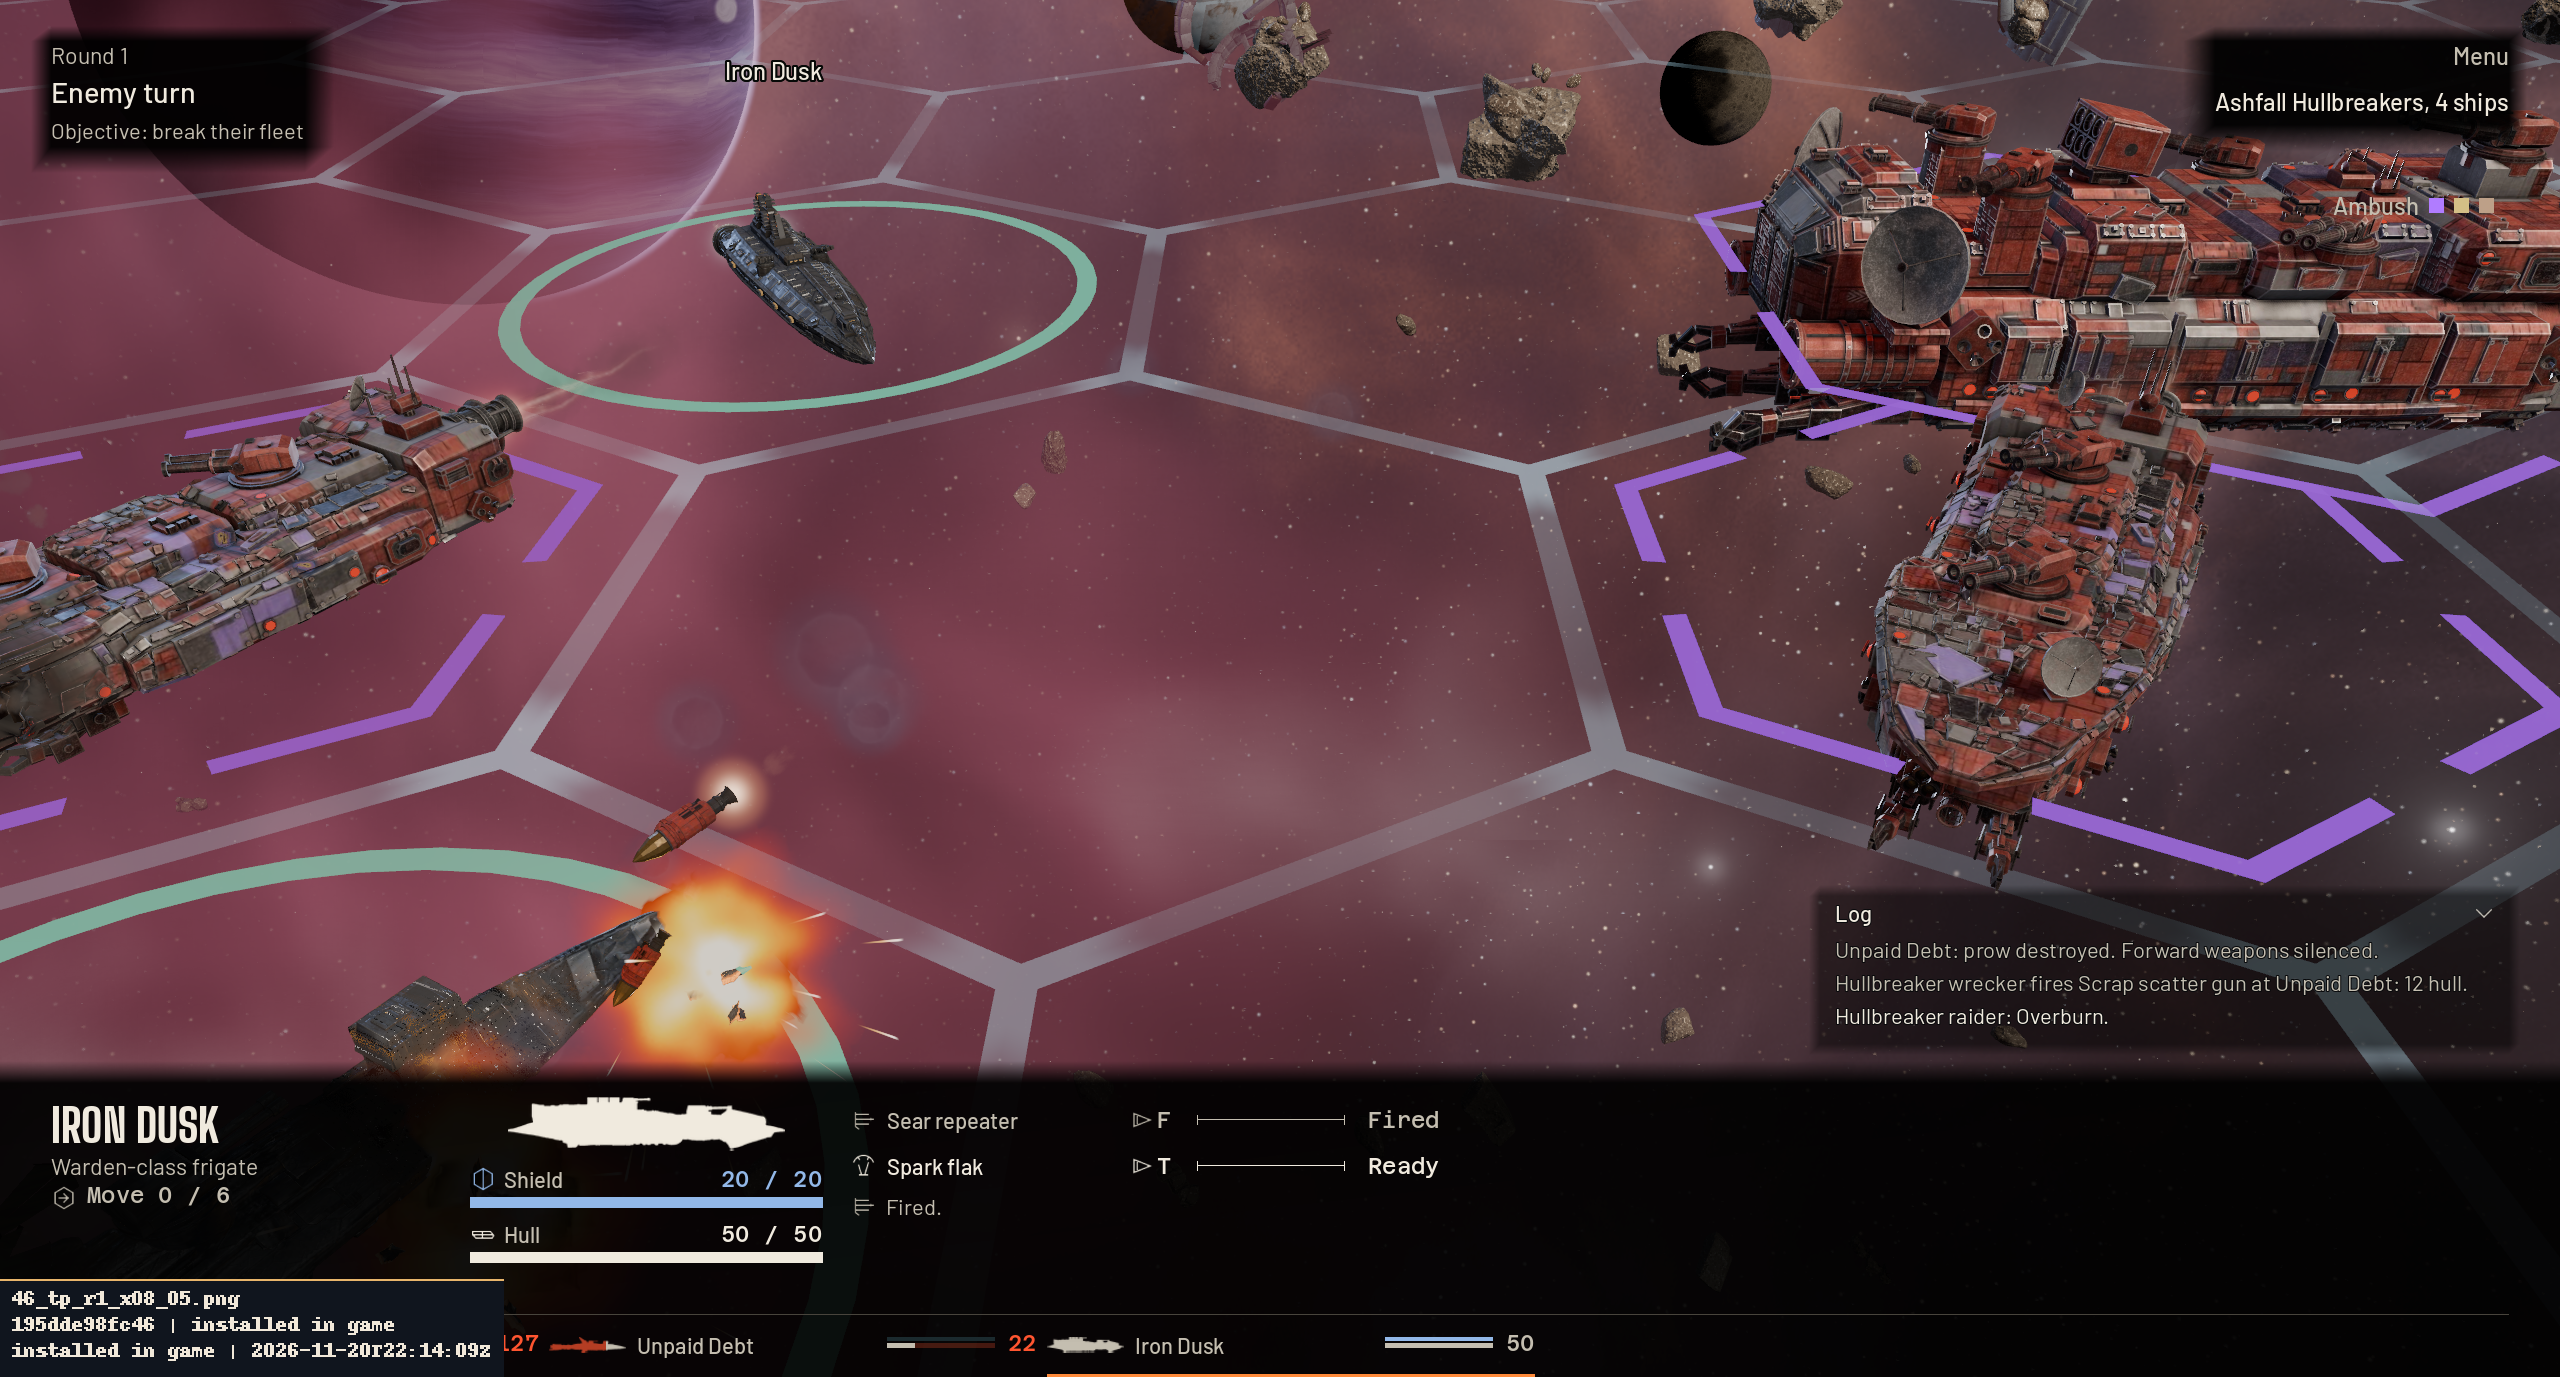 Round 1
Enemy turn
Objective: break their fleet
Iron Dusk
Menu
Ashfall Hullbreakers, 4 ships
Ambush
Log
Unpaid Debt: prow destroyed. Forward weapons silenced.
Hullbreaker wrecker fires Scrap scatter gun at Unpaid Debt: 12 hull.
Hullbreaker raider: Overburn.
IRON DUSK
Warden-class frigate
Move 0 / 6
Shield 20 / 20
Hull 50 / 50
Sear repeater F Fired
Spark flak T Ready
Fired.
46_tp_r1_x08_05.png
195dde98fc46 | installed in game
installed in game | 2026-11-20T22:14:09Z
127 Unpaid Debt 22 Iron Dusk 50